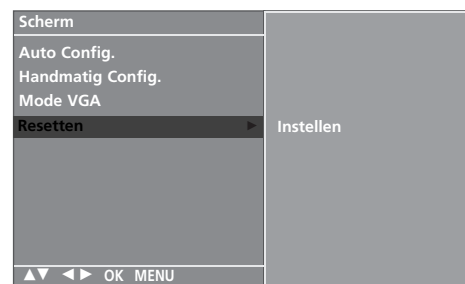 Scherm
Auto Config.
Handmatig Config.
Mode VGA
Resetten ►
Instellen
▲▼ ◄► OK MENU